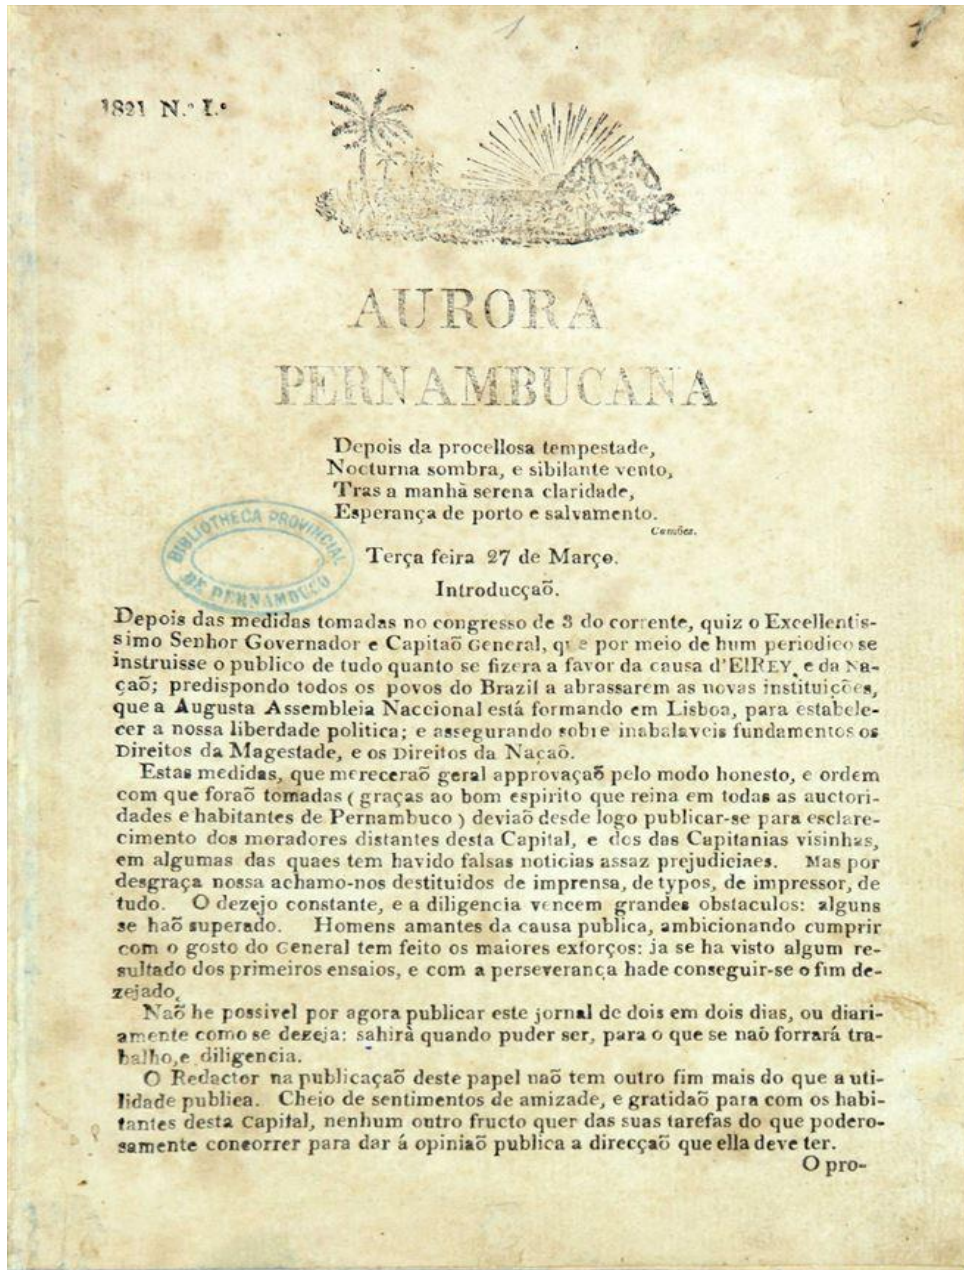 1
1821 N.º I.º
AURORA
PERNAMBUCANA
Depois da procellosa tempestade,
Nocturna sombra, e sibilante vento,
Tras a manhã serena claridade,
Esperança de porto e salvamento.
Camões.
BIBLIOTHECA PROVINCIAL
DE PERNAMBUCO
Terça feira 27 de Março.
Introducçaõ.
Depois das medidas tomadas no congresso de 3 do corrente, quiz o Excellentis-
simo Senhor Governador e Capitaõ General, que por meio de hum periodico se
instruisse o publico de tudo quanto se fizera a favor da causa d'ElREY, e da Na-
çaõ; predispondo todos os povos do Brazil a abrassarem as novas instituições,
que a Augusta Assembleia Naccional está formando em Lisboa, para estabele-
cer a nossa liberdade politica; e assegurando sobre inabalaveis fundamentos os
Direitos da Magestade, e os Direitos da Naçaõ.
Estas medidas, que mereceraõ geral approvaçaõ pelo modo honesto, e ordem
com que foraõ tomadas ( graças ao bom espirito que reina em todas as auctori-
dades e habitantes de Pernambuco ) deviaõ desde logo publicar-se para esclare-
cimento dos moradores distantes desta Capital, e dos das Capitanias visinhas,
em algumas das quaes tem havido falsas noticias assaz prejudiciaes. Mas por
desgraça nossa achamo-nos destituidos de imprensa, de typos, de impressor, de
tudo. O dezejo constante, e a diligencia vencem grandes obstaculos: alguns
se haõ superado. Homens amantes da causa publica, ambicionando cumprir
com o gosto do General tem feito os maiores exforços: ja se ha visto algum re-
sultado dos primeiros ensaios, e com a perseverança hade conseguir-se o fim de-
zejado.
Naõ he possivel por agora publicar este jornal de dois em dois dias, ou diari-
amente como se dezeja: sahirà quando puder ser, para o que se naõ forrará tra-
balho, e diligencia.
O Redactor na publicaçaõ deste papel naõ tem outro fim mais do que a uti-
lidade publica. Cheio de sentimentos de amizade, e gratidaõ para com os habi-
tantes desta Capital, nenhum outro fructo quer das suas tarefas do que podero-
samente concorrer para dar á opiniaõ publica a direcçaõ que ella deve ter.
O pro-